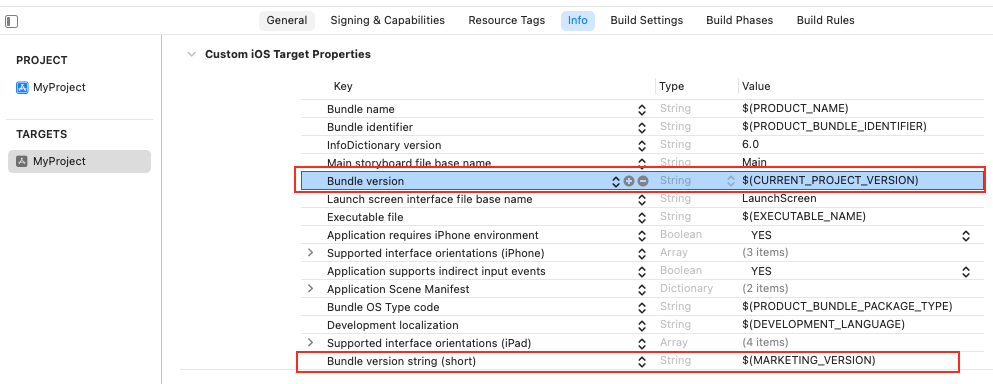 General Signing & Capabilities Resource Tags Info Build Settings Build Phases Build Rules
PROJECT
MyProject
TARGETS
MyProject
Custom iOS Target Properties
Key Type Value
Bundle name String $(PRODUCT_NAME)
Bundle identifier String $(PRODUCT_BUNDLE_IDENTIFIER)
InfoDictionary version String 6.0
Main storyboard file base name String Main
Bundle version String $(CURRENT_PROJECT_VERSION)
Launch screen interface file base name String LaunchScreen
Executable file String $(EXECUTABLE_NAME)
Application requires iPhone environment Boolean YES
Supported interface orientations (iPhone) Array (3 items)
Application supports indirect input events Boolean YES
Application Scene Manifest Dictionary (2 items)
Bundle OS Type code String $(PRODUCT_BUNDLE_PACKAGE_TYPE)
Development localization String $(DEVELOPMENT_LANGUAGE)
Supported interface orientations (iPad) Array (4 items)
Bundle version string (short) String $(MARKETING_VERSION)